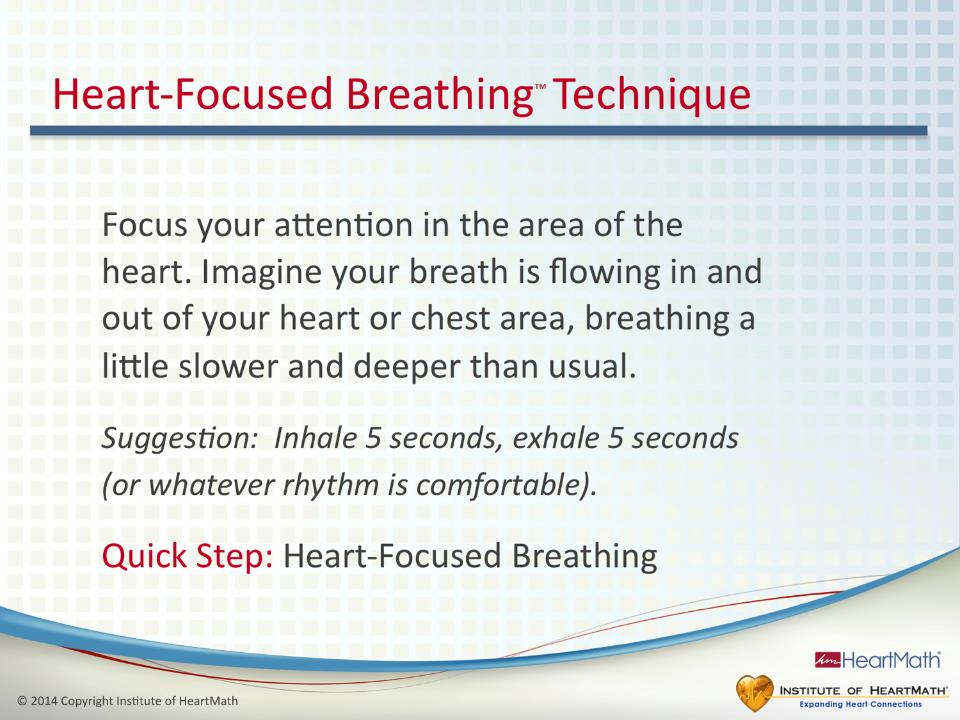 Heart-Focused Breathing™ Technique
Focus your attention in the area of the
heart. Imagine your breath is flowing in and
out of your heart or chest area, breathing a
little slower and deeper than usual.
Suggestion: Inhale 5 seconds, exhale 5 seconds
(or whatever rhythm is comfortable).
Quick Step: Heart-Focused Breathing
hm HeartMath®
© 2014 Copyright Institute of HeartMath
INSTITUTE OF HEARTMATH®
Expanding Heart Connections